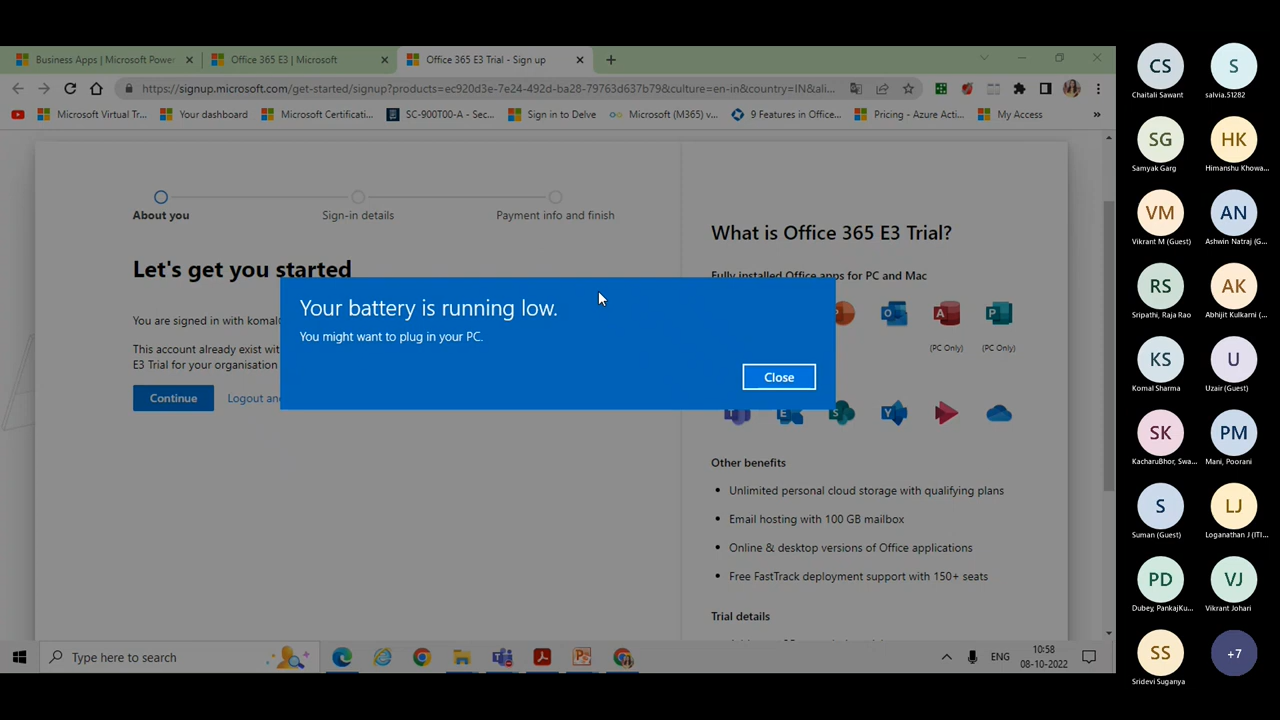 Business Apps | Microsoft Power
Office 365 E3 | Microsoft
Office 365 E3 Trial - Sign up
https://signup.microsoft.com/get-started/signup?products=ec920d3e-7e24-492d-ba28-79763d637b79&culture=en-in&country=IN&ali...
Microsoft Virtual Tr...
Your dashboard
Microsoft Certificati...
SC-900T00-A - Sec...
Sign in to Delve
Microsoft (M365) v...
9 Features in Office...
Pricing - Azure Acti...
My Access
About you
Sign-in details
Payment info and finish
Let's get you started
You are signed in with komal
This account already exist wit
E3 Trial for your organisation
Continue
Logout an
Your battery is running low.
You might want to plug in your PC.
Close
What is Office 365 E3 Trial?
Fully installed Office apps for PC and Mac
(PC Only)
(PC Only)
Other benefits
• Unlimited personal cloud storage with qualifying plans
• Email hosting with 100 GB mailbox
• Online & desktop versions of Office applications
• Free FastTrack deployment support with 150+ seats
Trial details
Type here to search
ENG
10:58
08-10-2022
CS
Chaitali Sawant
S
salvia.51282
SG
Samyak Garg
HK
Himanshu Khowa...
VM
Vikrant M (Guest)
AN
Ashwin Natraj (G...
RS
Sripathi, Raja Rao
AK
Abhijit Kulkarni (...
KS
Komal Sharma
U
Uzair (Guest)
SK
KacharuBhor, Swa...
PM
Mani, Poorani
S
Suman (Guest)
LJ
Loganathan J (ITI...
PD
Dubey, PankajKu...
VJ
Vikrant Johari
SS
Sridevi Suganya
+7